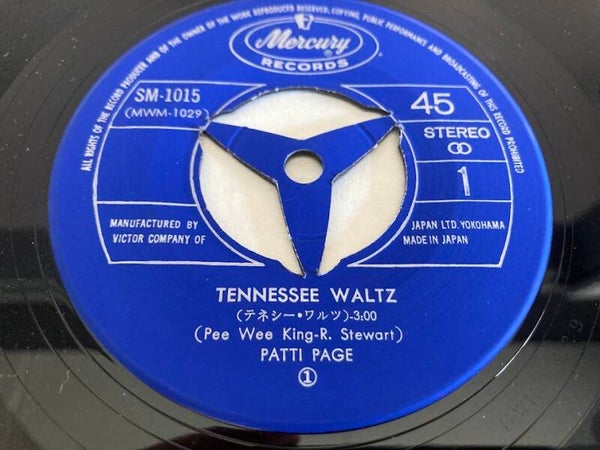 ALL RIGHTS OF THE RECORD PRODUCER AND OF THE OWNER OF THE WORK REPRODUCED RESERVED. COPYING, PUBLIC PERFORMANCE AND BROADCASTING OF THIS RECORD PROHIBITED
Mercury
RECORDS
SM-1015
(MWM-1029)
45
STEREO
1
MANUFACTURED BY
VICTOR COMPANY OF
JAPAN LTD. YOKOHAMA
MADE IN JAPAN
TENNESSEE WALTZ
(テネシー•ワルツ)-3:00
(Pee Wee King-R. Stewart)
PATTI PAGE
①